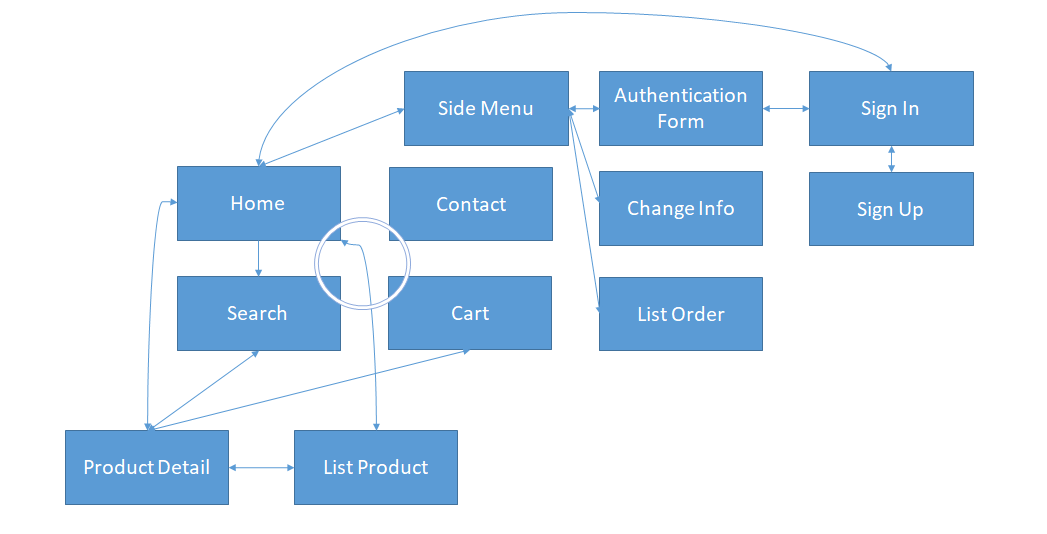 Side Menu
Authentication
Form
Sign In
Home
Contact
Change Info
Sign Up
Search
Cart
List Order
Product Detail
List Product